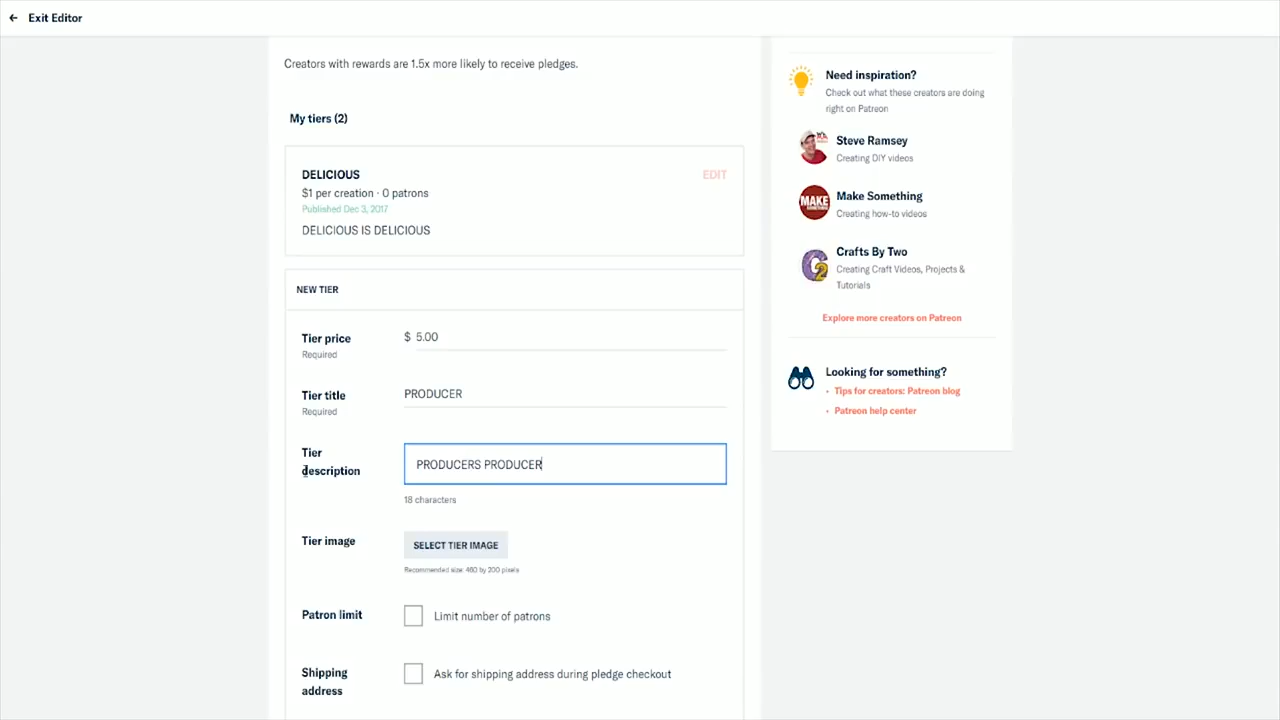 ← Exit Editor
Creators with rewards are 1.5x more likely to receive pledges.
My tiers (2)
DELICIOUS
EDIT
$1 per creation · 0 patrons
Published Dec 3, 2017
DELICIOUS IS DELICIOUS
NEW TIER
Tier price
Required
$ 5.00
Tier title
Required
PRODUCER
Tier
description
PRODUCERS PRODUCER
18 characters
Tier image
SELECT TIER IMAGE
Recommended size: 460 by 200 pixels
Patron limit
Limit number of patrons
Shipping
address
Ask for shipping address during pledge checkout
Need inspiration?
Check out what these creators are doing
right on Patreon
Steve Ramsey
Creating DIY videos
MAKE
Make Something
Creating how-to videos
Crafts By Two
Creating Craft Videos, Projects &
Tutorials
Explore more creators on Patreon
Looking for something?
• Tips for creators: Patreon blog
• Patreon help center